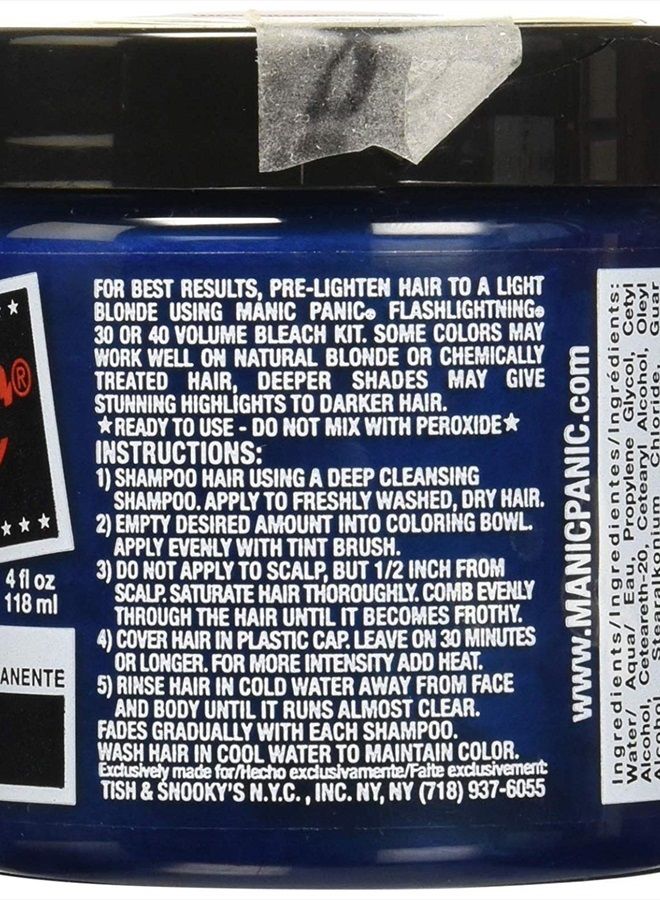 FOR BEST RESULTS, PRE-LIGHTEN HAIR TO A LIGHT
BLONDE USING MANIC PANIC® FLASHLIGHTNING®
30 OR 40 VOLUME BLEACH KIT. SOME COLORS MAY
WORK WELL ON NATURAL BLONDE OR CHEMICALLY
TREATED HAIR, DEEPER SHADES MAY GIVE
STUNNING HIGHLIGHTS TO DARKER HAIR.
★READY TO USE - DO NOT MIX WITH PEROXIDE★
INSTRUCTIONS:
1) SHAMPOO HAIR USING A DEEP CLEANSING
SHAMPOO. APPLY TO FRESHLY WASHED, DRY HAIR.
2) EMPTY DESIRED AMOUNT INTO COLORING BOWL.
APPLY EVENLY WITH TINT BRUSH.
3) DO NOT APPLY TO SCALP, BUT 1/2 INCH FROM
SCALP. SATURATE HAIR THOROUGHLY. COMB EVENLY
THROUGH THE HAIR UNTIL IT BECOMES FROTHY.
4) COVER HAIR IN PLASTIC CAP. LEAVE ON 30 MINUTES
OR LONGER. FOR MORE INTENSITY ADD HEAT.
5) RINSE HAIR IN COLD WATER AWAY FROM FACE
AND BODY UNTIL IT RUNS ALMOST CLEAR.
FADES GRADUALLY WITH EACH SHAMPOO.
WASH HAIR IN COOL WATER TO MAINTAIN COLOR.
Exclusively made for/Hecho exclusivamente/Faite exclusivement:
TISH & SNOOKY'S N.Y.C., INC. NY, NY (718) 937-6055
4 fl oz
118 ml
ANENTE
www.MANICPANIC.com
Ingredients/Ingredientes/Ingrédients:
Water/ Aqua/ Eau, Propylene Glycol, Cetyl
Alcohol, Ceteareth-20, Cetearyl Alcohol, Oleyl
Alcohol, Stearalkonium Chloride, Guar